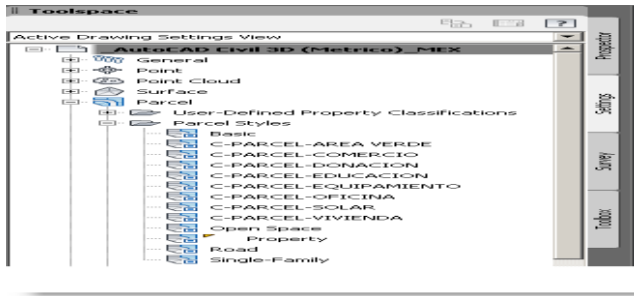 Toolspace
Active Drawing Settings View
AutoCAD Civil 3D (Metrico)_MEX
General
Point
Point Cloud
Surface
Parcel
User-Defined Property Classifications
Parcel Styles
Basic
C-PARCEL-AREA VERDE
C-PARCEL-COMERCIO
C-PARCEL-DONACION
C-PARCEL-EDUCACION
C-PARCEL-EQUIPAMIENTO
C-PARCEL-OFICINA
C-PARCEL-SOLAR
C-PARCEL-VIVIENDA
Open Space
Property
Road
Single-Family
Prospector
Settings
Survey
Toolbox